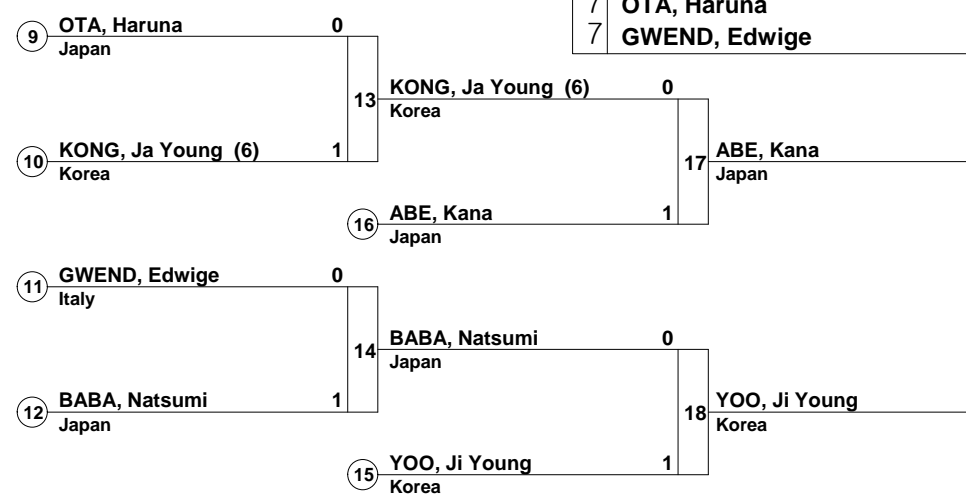 7 OTA, Haruna
7 GWEND, Edwige
9 OTA, Haruna 0
Japan
13 KONG, Ja Young (6) 0
Korea
10 KONG, Ja Young (6) 1
Korea
17 ABE, Kana
Japan
16 ABE, Kana 1
Japan
11 GWEND, Edwige 0
Italy
14 BABA, Natsumi 0
Japan
12 BABA, Natsumi 1
Japan
18 YOO, Ji Young
Korea
15 YOO, Ji Young 1
Korea